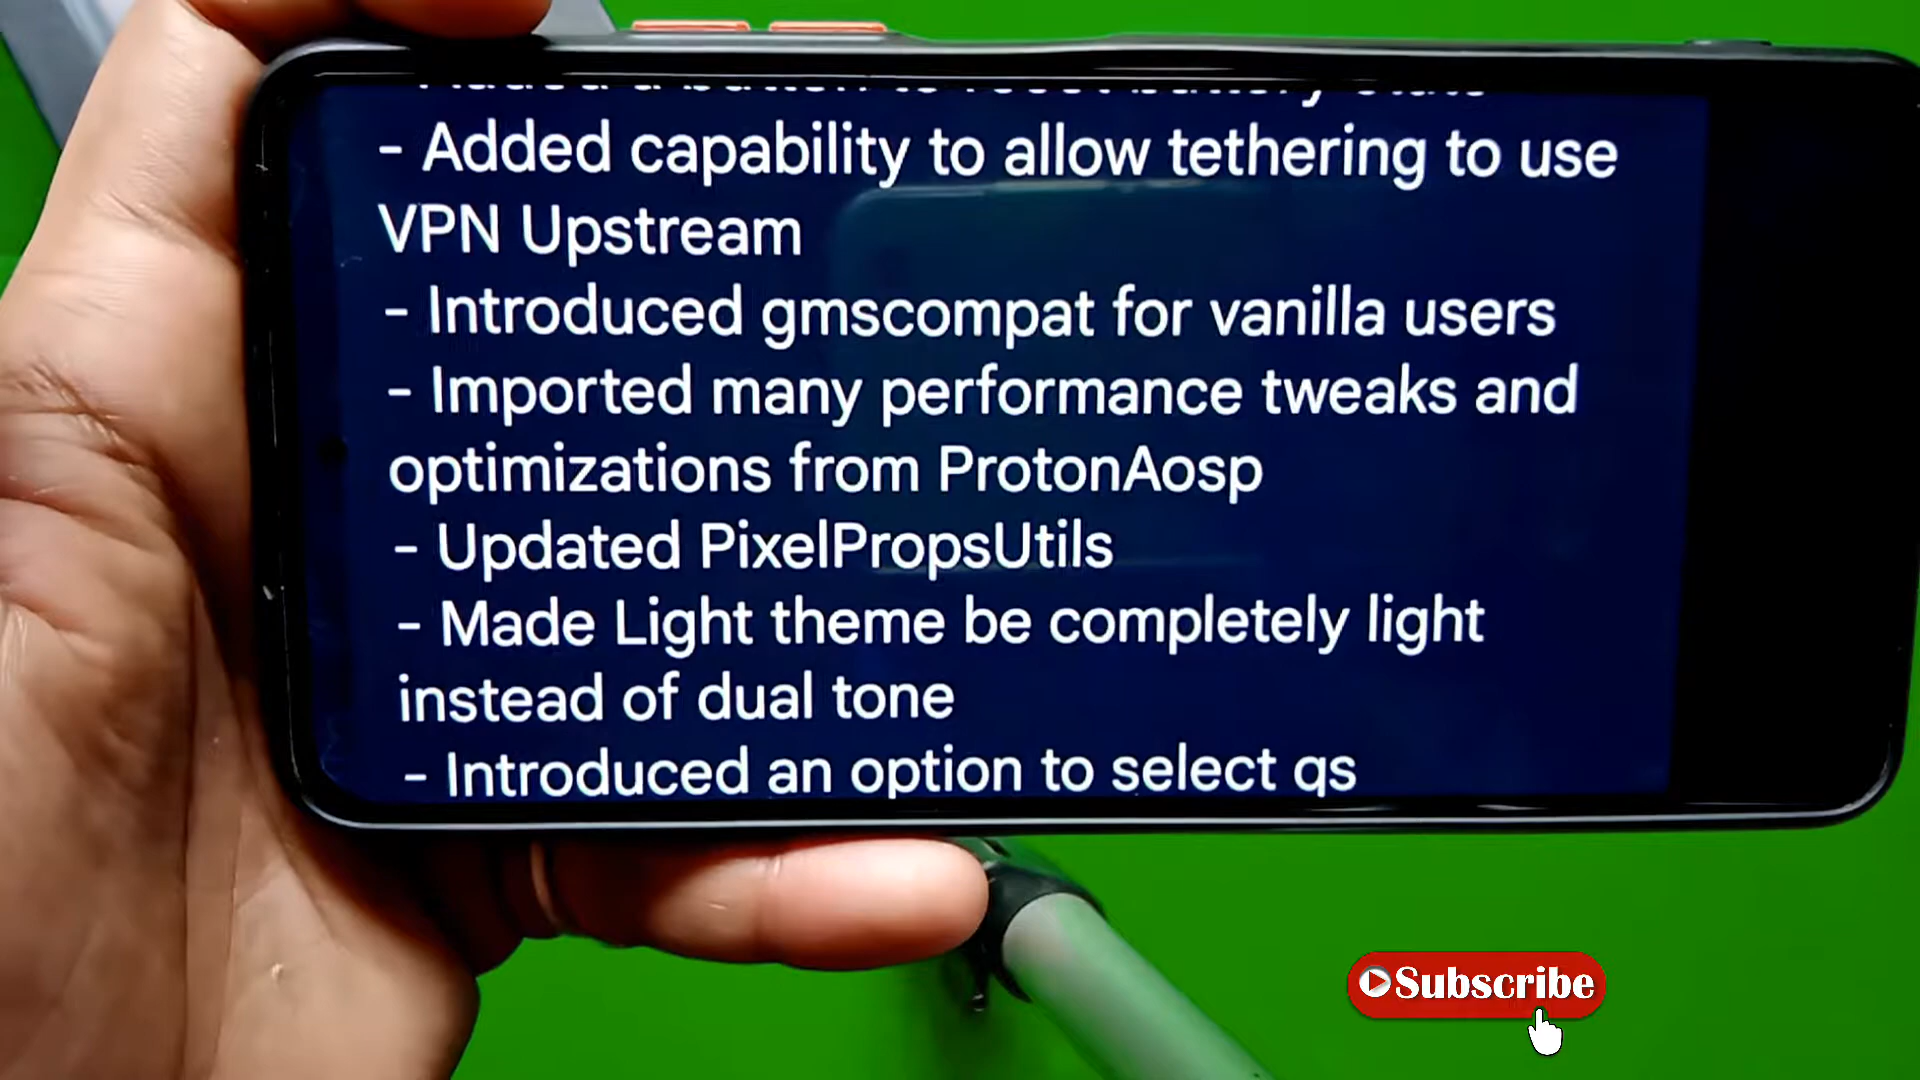 - Added capability to allow tethering to use
VPN Upstream
- Introduced gmscompat for vanilla users
- Imported many performance tweaks and
optimizations from ProtonAosp
- Updated PixelPropsUtils
- Made Light theme be completely light
instead of dual tone
- Introduced an option to select qs
Subscribe